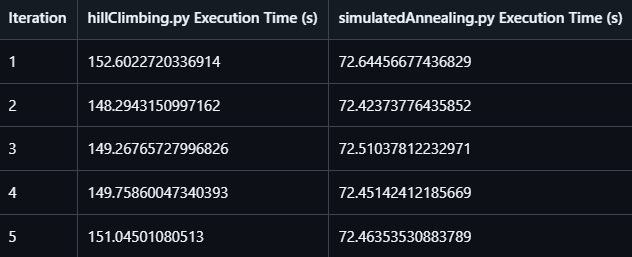 Iteration hillClimbing.py Execution Time (s) simulatedAnnealing.py Execution Time (s)
1 152.6022720336914 72.64456677436829
2 148.2943150997162 72.42373776435852
3 149.26765727996826 72.51037812232971
4 149.75860047340393 72.45142412185669
5 151.04501080513 72.46353530883789